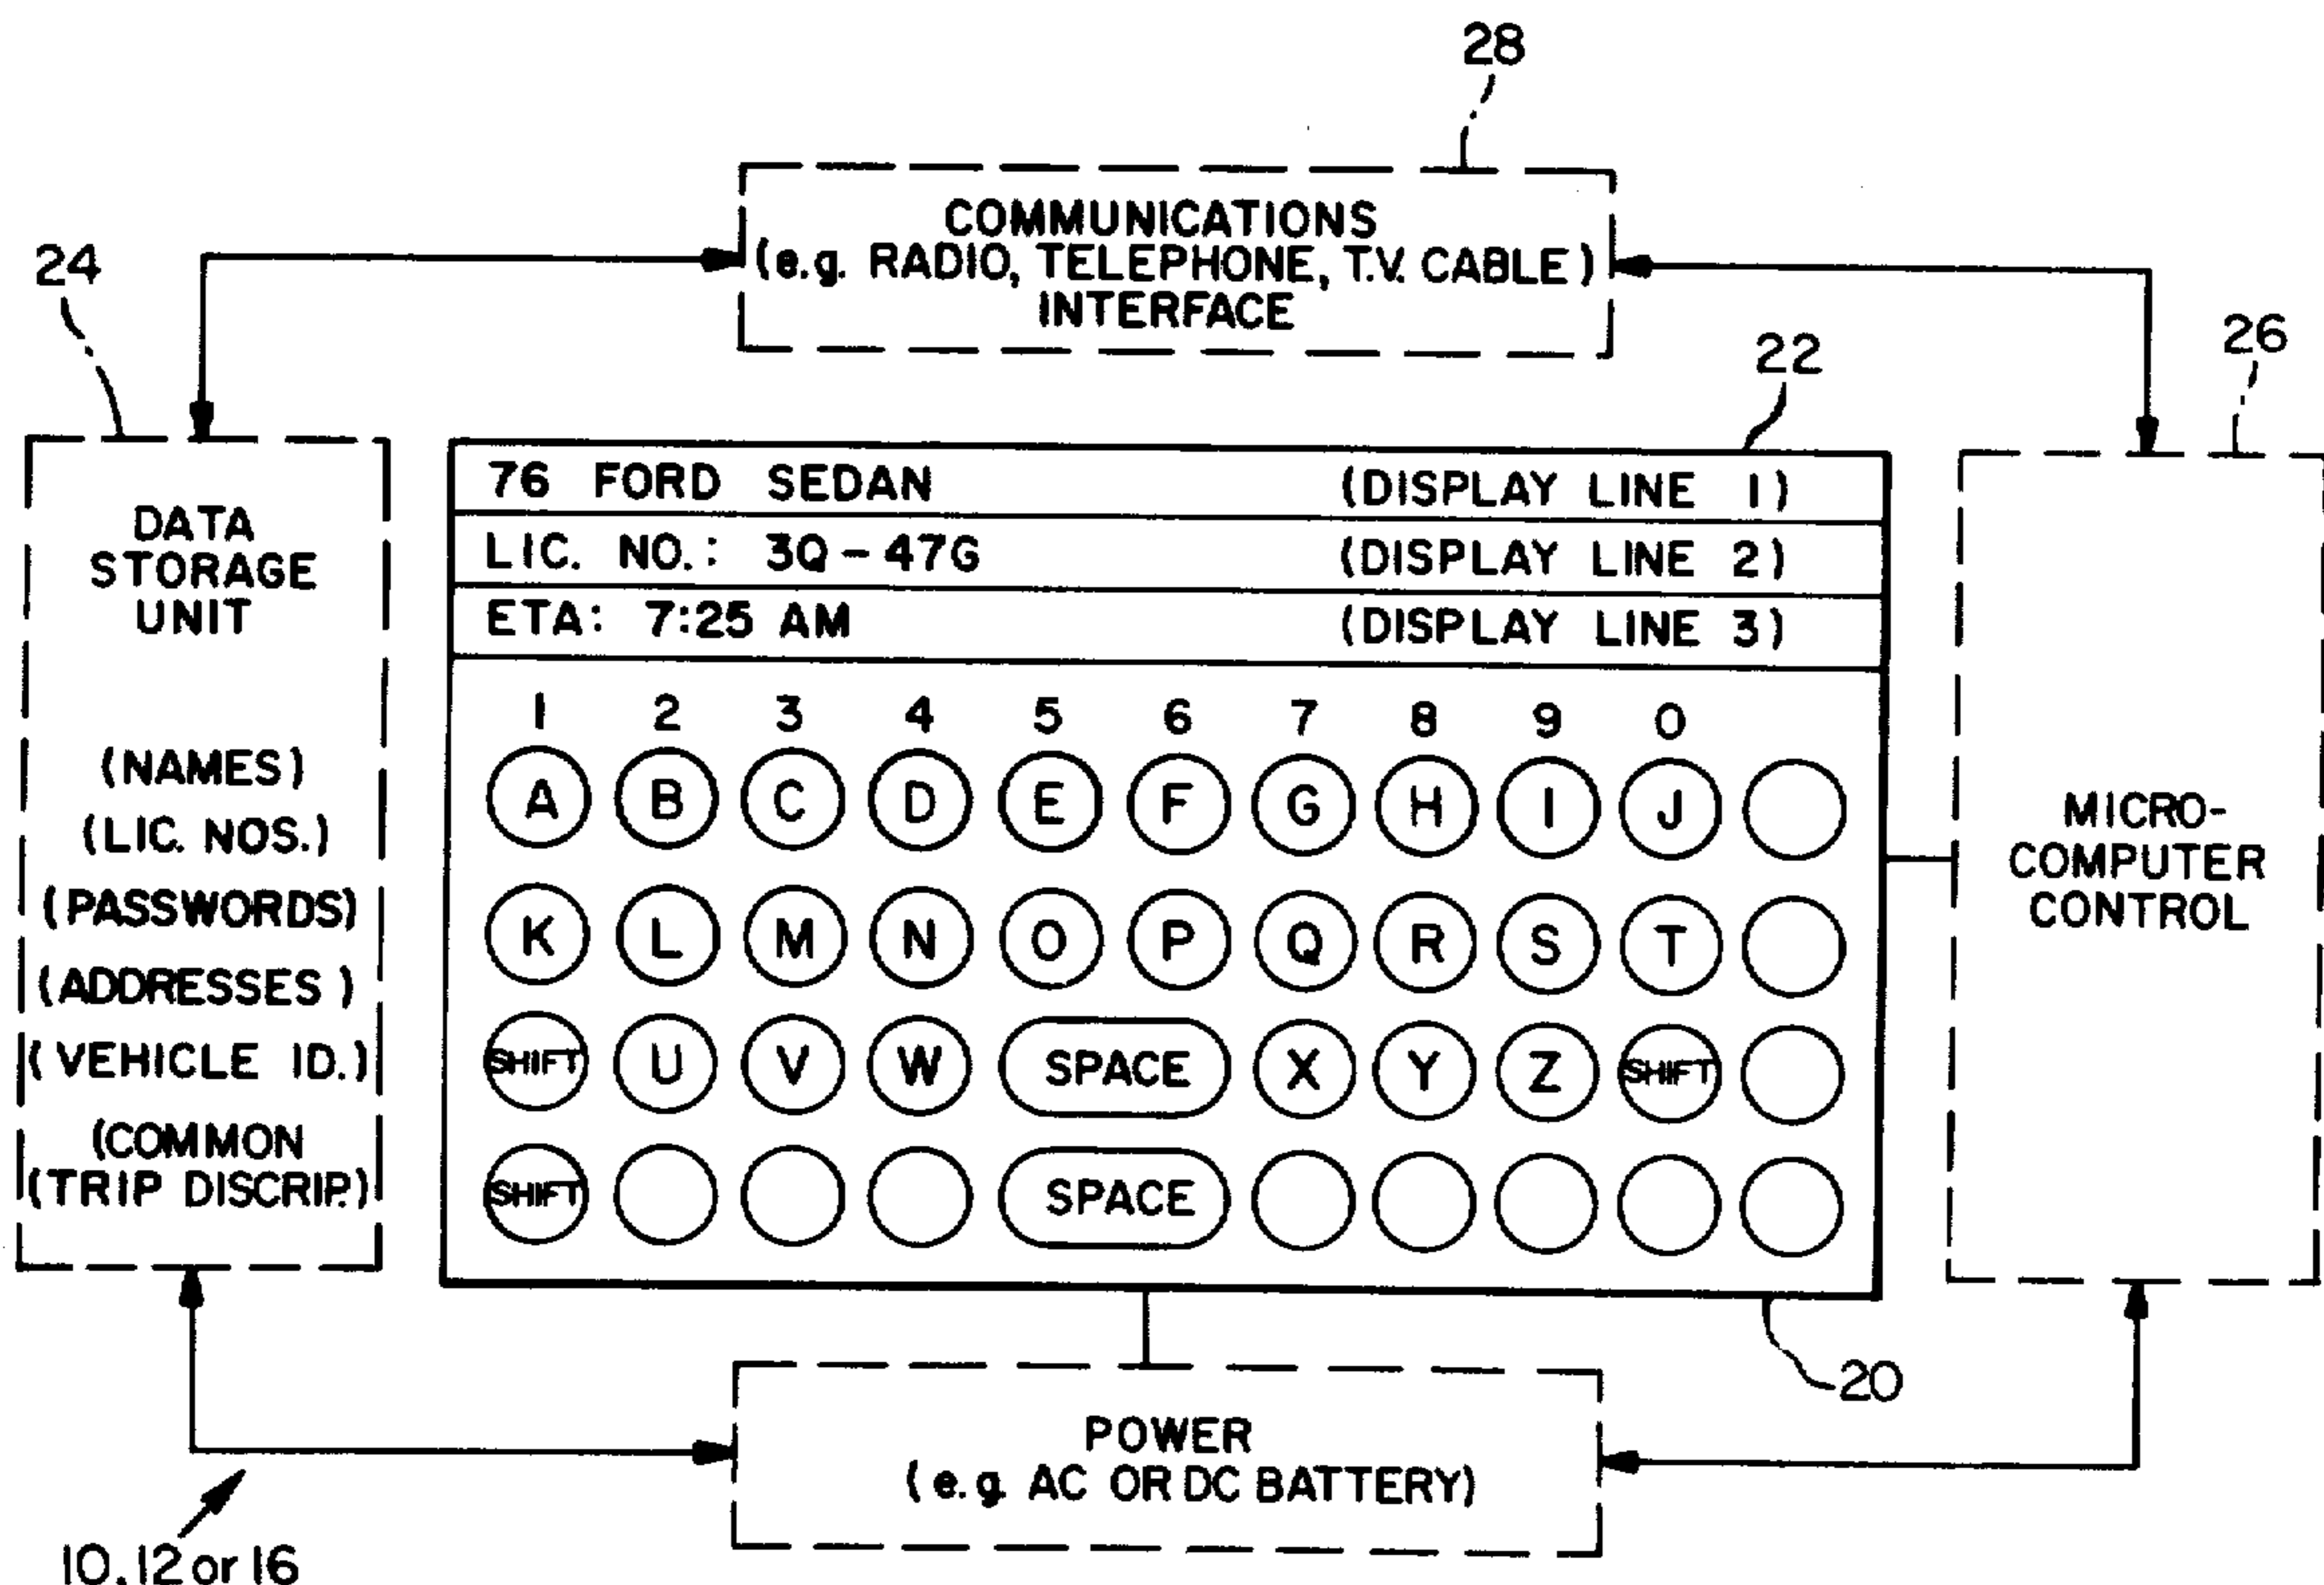 28
COMMUNICATIONS
(e.g. RADIO, TELEPHONE, T.V. CABLE)
INTERFACE
24
22
26
76 FORD SEDAN (DISPLAY LINE 1)
LIC. NO.: 3Q-47G (DISPLAY LINE 2)
ETA: 7:25 AM (DISPLAY LINE 3)
DATA
STORAGE
UNIT
(NAMES)
(LIC. NOS.)
(PASSWORDS)
(ADDRESSES)
(VEHICLE ID.)
(COMMON
(TRIP DISCRIP.)
1 2 3 4 5 6 7 8 9 0
A B C D E F G H I J
K L M N O P Q R S T
SHIFT U V W SPACE X Y Z SHIFT
SHIFT SPACE
MICRO-
COMPUTER
CONTROL
20
POWER
(e.g. AC OR DC BATTERY)
10, 12 or 16